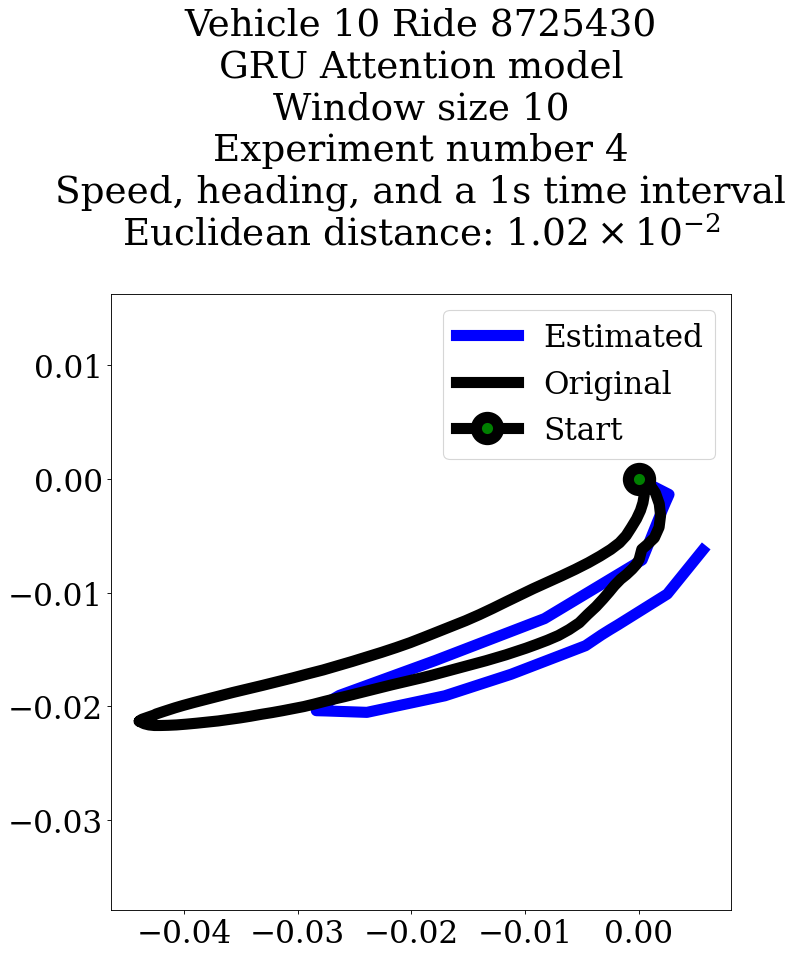 Vehicle 10 Ride 8725430
GRU Attention model
Window size 10
Experiment number 4
Speed, heading, and a 1s time interval
Euclidean distance: 1.02 × 10⁻²
Estimated
Original
Start
0.01
0.00
−0.01
−0.02
−0.03
−0.04 −0.03 −0.02 −0.01 0.00